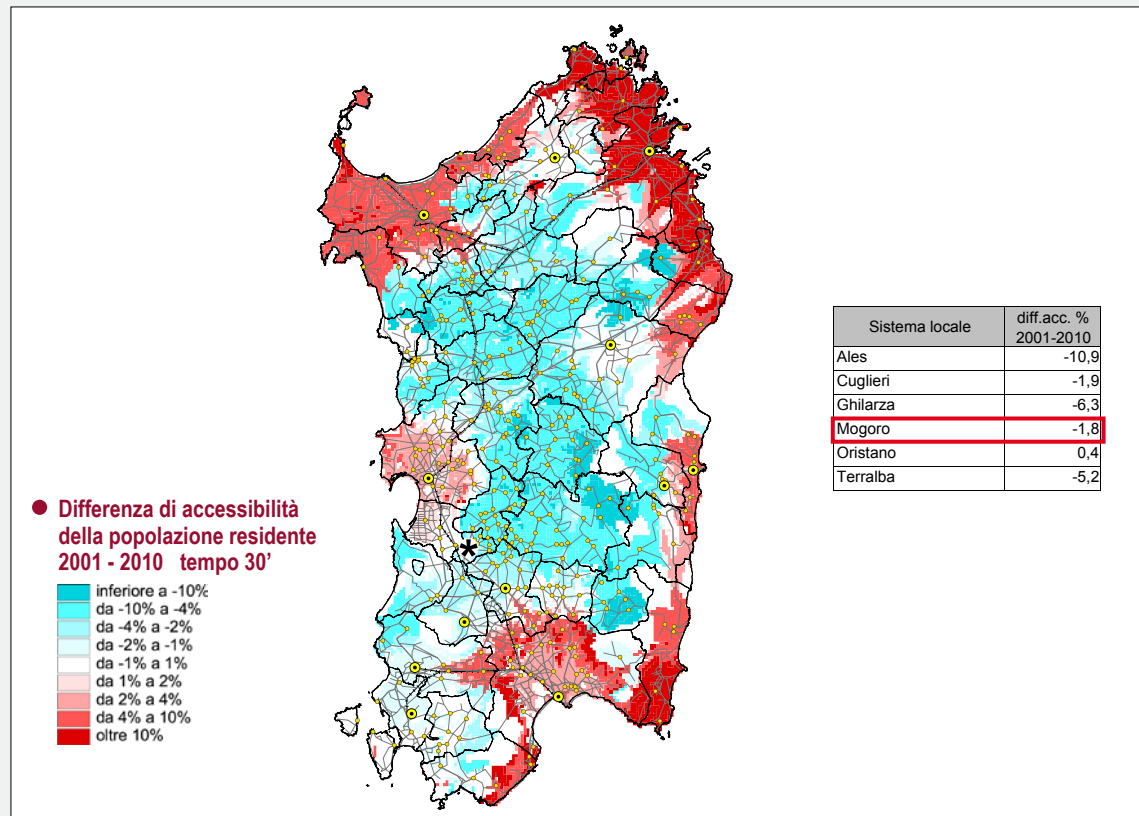 Sistema locale
diff.acc. %
2001-2010
Ales -10,9
Cuglieri -1,9
Ghilarza -6,3
Mogoro -1,8
Oristano 0,4
Terralba -5,2
● Differenza di accessibilità
della popolazione residente
2001 - 2010 tempo 30'
inferiore a -10%
da -10% a -4%
da -4% a -2%
da -2% a -1%
da -1% a 1%
da 1% a 2%
da 2% a 4%
da 4% a 10%
oltre 10%
*